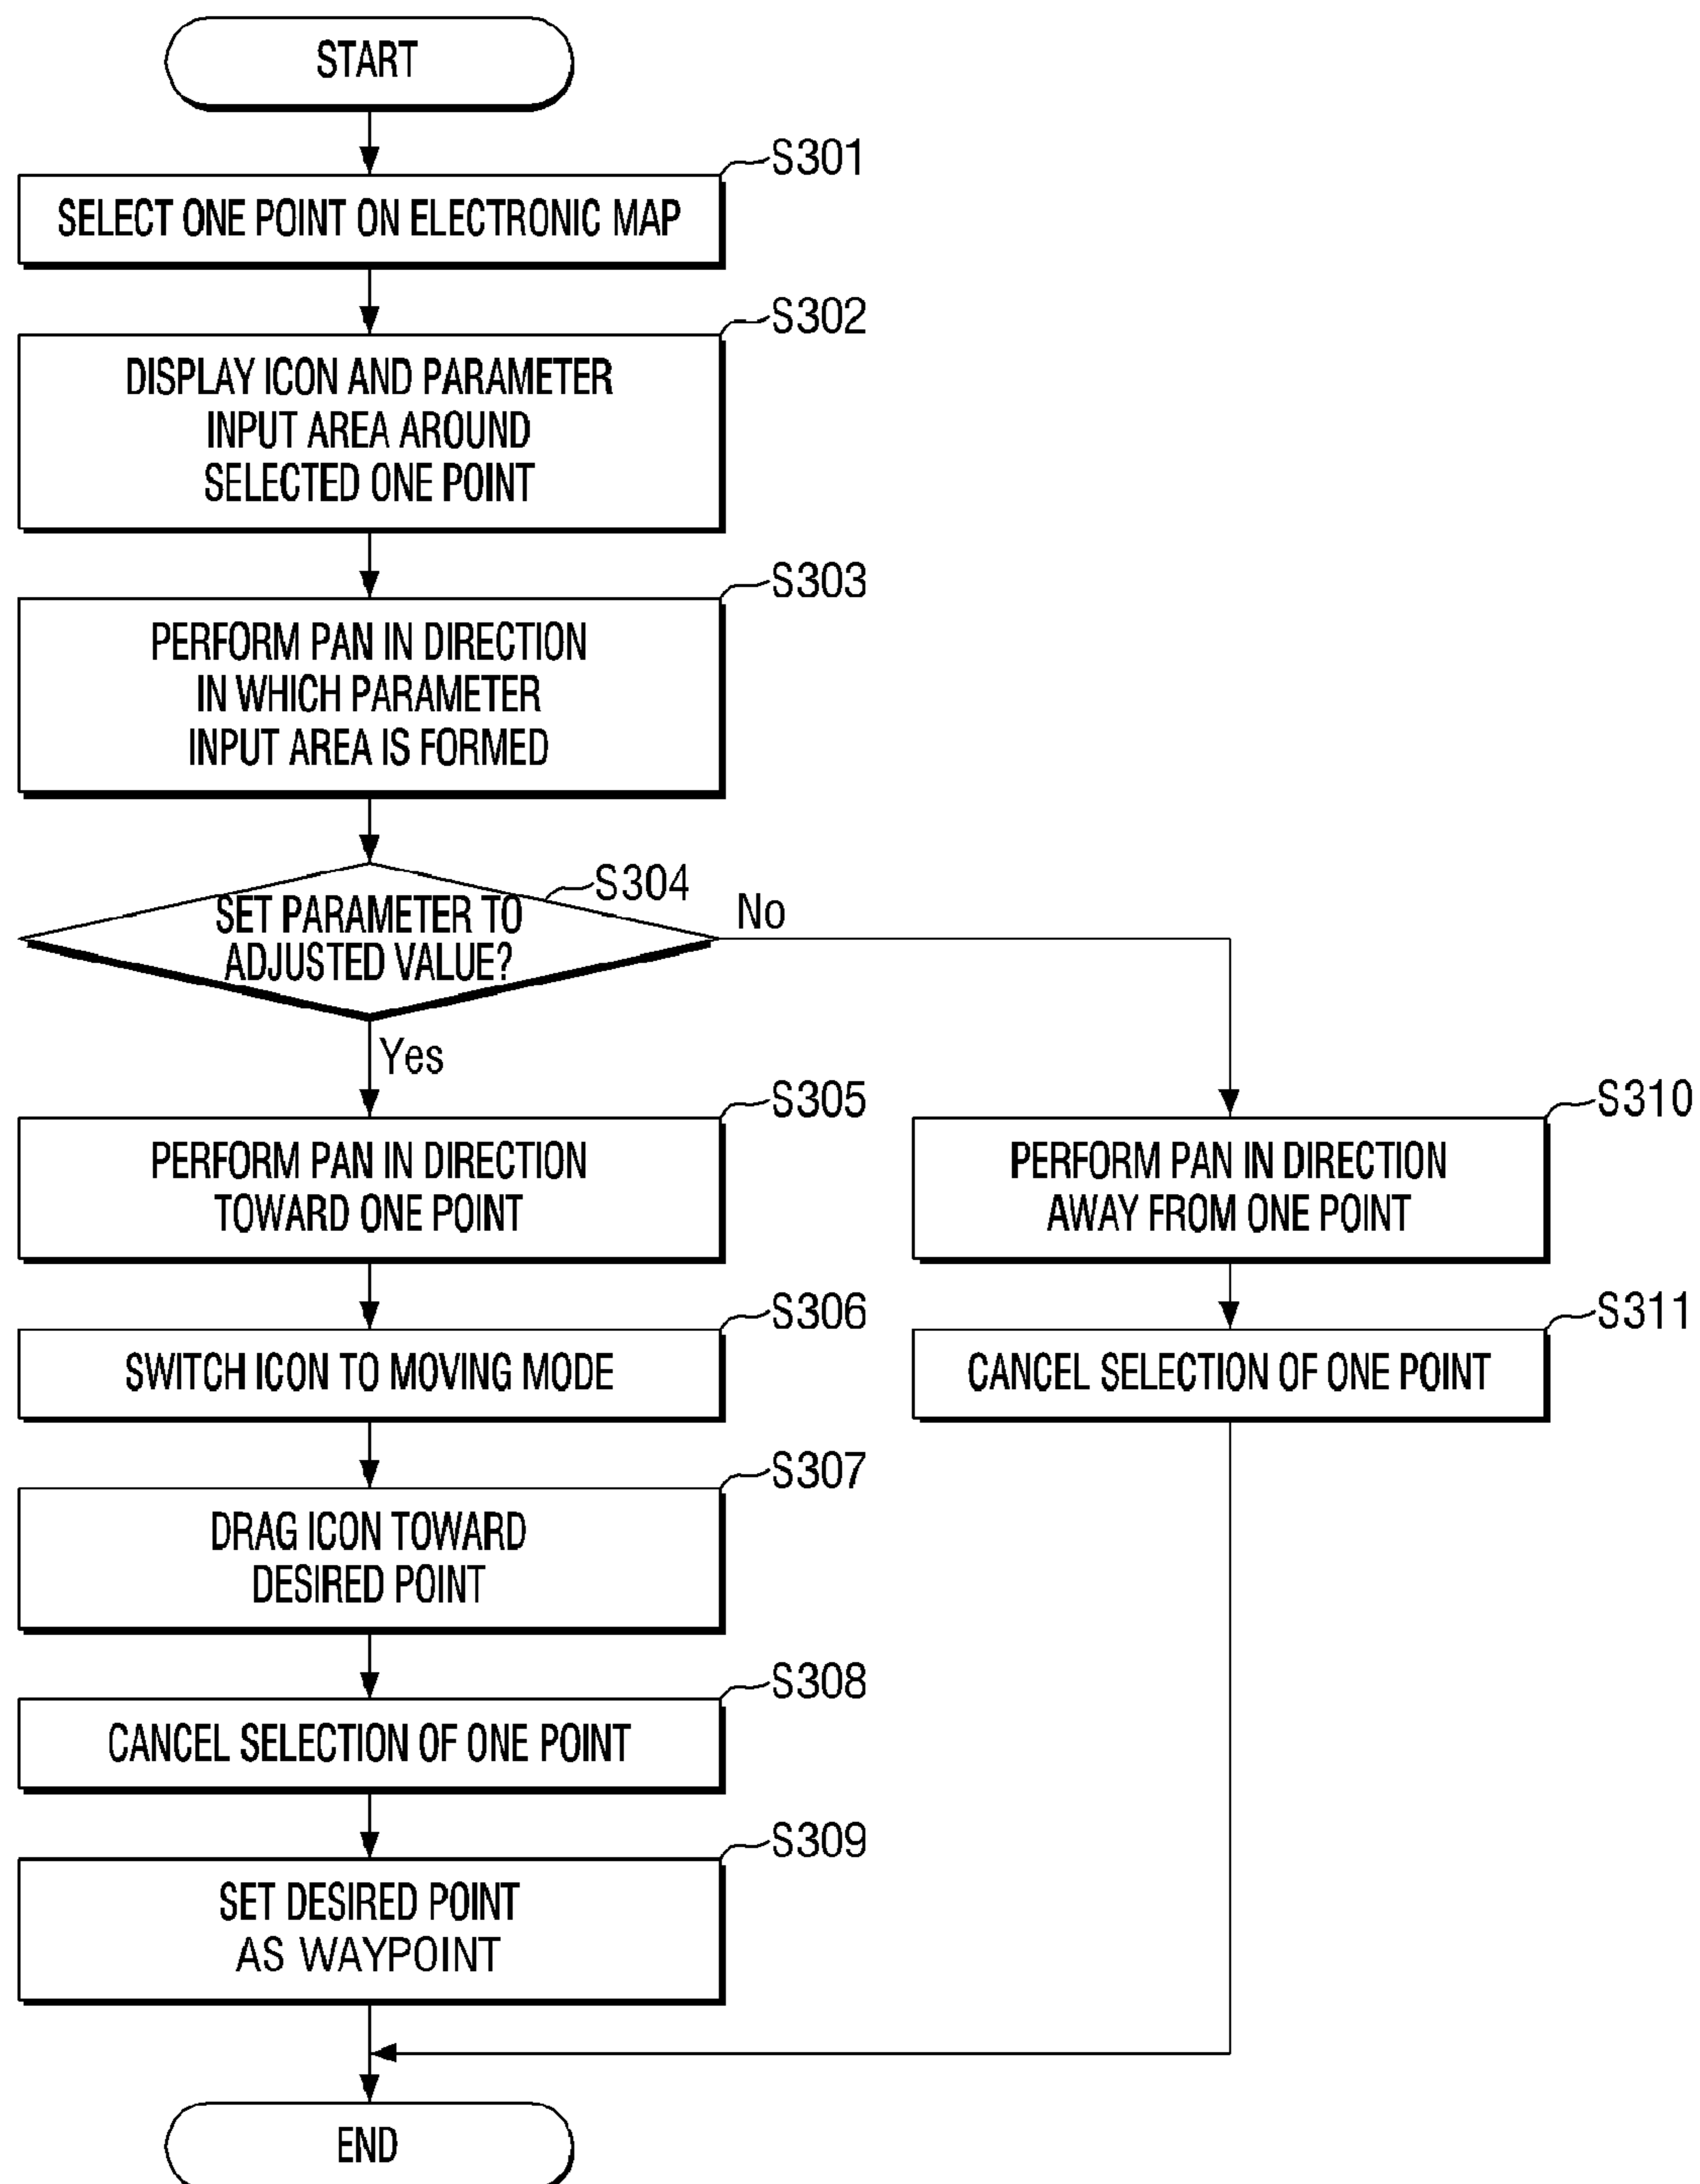 START
S301
SELECT ONE POINT ON ELECTRONIC MAP
S302
DISPLAY ICON AND PARAMETER
INPUT AREA AROUND
SELECTED ONE POINT
S303
PERFORM PAN IN DIRECTION
IN WHICH PARAMETER
INPUT AREA IS FORMED
S304
SET PARAMETER TO
ADJUSTED VALUE?
No
Yes
S305
PERFORM PAN IN DIRECTION
TOWARD ONE POINT
S306
SWITCH ICON TO MOVING MODE
S307
DRAG ICON TOWARD
DESIRED POINT
S308
CANCEL SELECTION OF ONE POINT
S309
SET DESIRED POINT
AS WAYPOINT
S310
PERFORM PAN IN DIRECTION
AWAY FROM ONE POINT
S311
CANCEL SELECTION OF ONE POINT
END